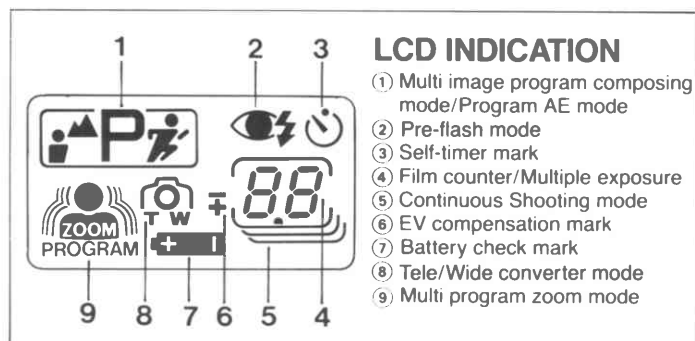 1 2 3
P
88
T W
ZOOM
PROGRAM
+ −
9 8 7 6 5 4
LCD INDICATION
① Multi image program composing
mode/Program AE mode
② Pre-flash mode
③ Self-timer mark
④ Film counter/Multiple exposure
⑤ Continuous Shooting mode
⑥ EV compensation mark
⑦ Battery check mark
⑧ Tele/Wide converter mode
⑨ Multi program zoom mode